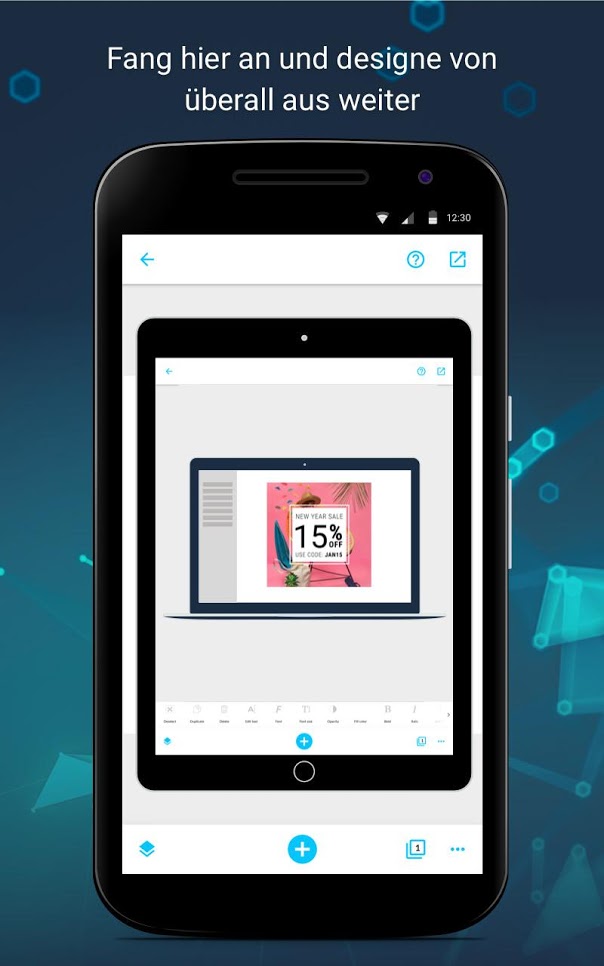 Fang hier an und designe von
überall aus weiter
12:30
NEW YEAR SALE
15%
OFF
USE CODE: JAN15
Duplicate
Delete
Edit text
Font
Font size
Opacity
Fill color
B
I
Bold
Italic
1